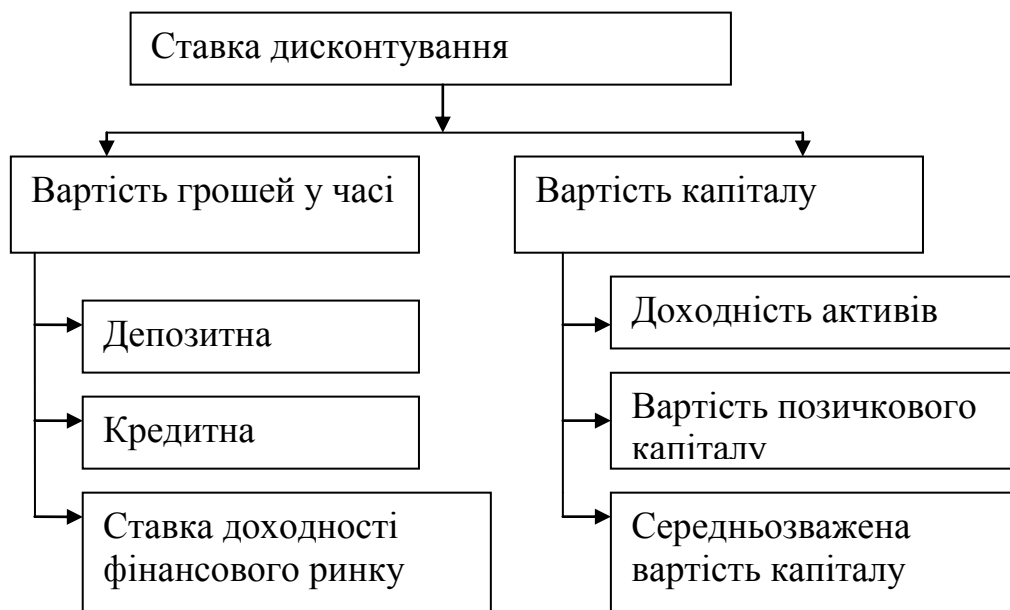 Ставка дисконтування
Вартість грошей у часі
Вартість капіталу
Депозитна
Кредитна
Ставка доходності
фінансового ринку
Доходність активів
Вартість позичкового
капіталу
Середньозважена
вартість капіталу